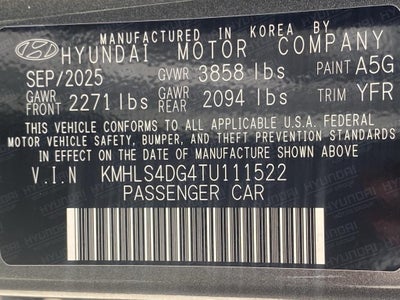 MANUFACTURED IN KOREA BY
HYUNDAI MOTOR COMPANY
SEP/2025 GVWR 3858 lbs PAINT A5G
GAWR FRONT 2271 lbs GAWR REAR 2094 lbs TRIM YFR
THIS VEHICLE CONFORMS TO ALL APPLICABLE U.S.A. FEDERAL
MOTOR VEHICLE SAFETY, BUMPER, AND THEFT PREVENTION STANDARDS
IN EFFECT ON THE DATE OF MANUFACTURE SHOWN ABOVE.
V.I.N KMHLS4DG4TU111522
PASSENGER CAR